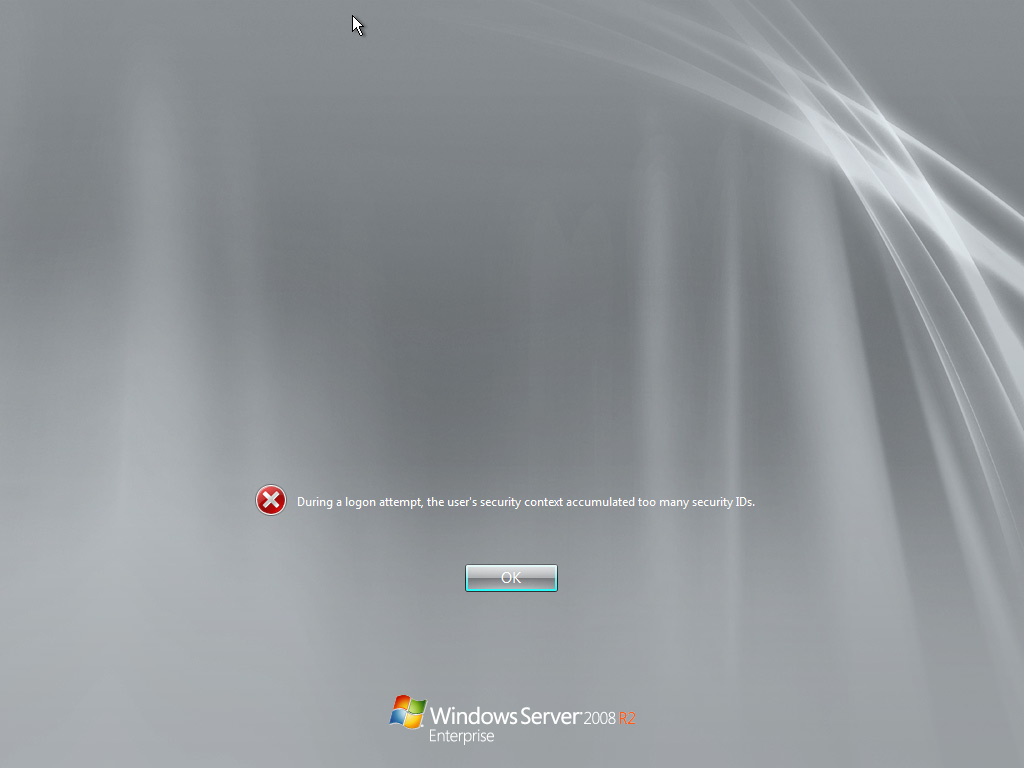 During a logon attempt, the user's security context accumulated too many security IDs.
OK
Windows Server 2008 R2
Enterprise